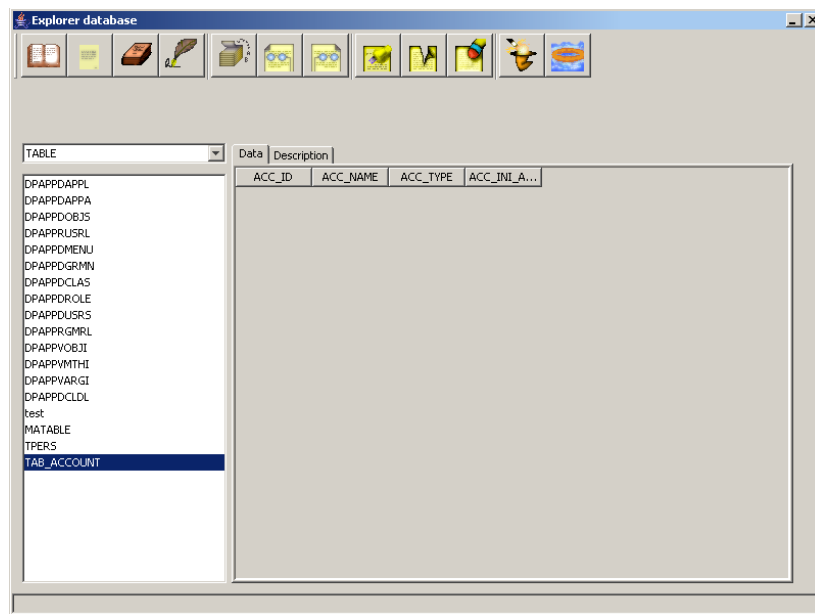 Explorer database
TABLE
Data Description
ACC_ID ACC_NAME ACC_TYPE ACC_INI_A...
DPAPPDAPPL
DPAPPDAPPA
DPAPPDOBJS
DPAPPRUSRL
DPAPPDMENU
DPAPPDGRMN
DPAPPDCLAS
DPAPPDROLE
DPAPPDUSRS
DPAPPRGMRL
DPAPPVOBJI
DPAPPVMTHI
DPAPPVARGI
DPAPPDCLDL
test
MATABLE
TPERS
TAB_ACCOUNT